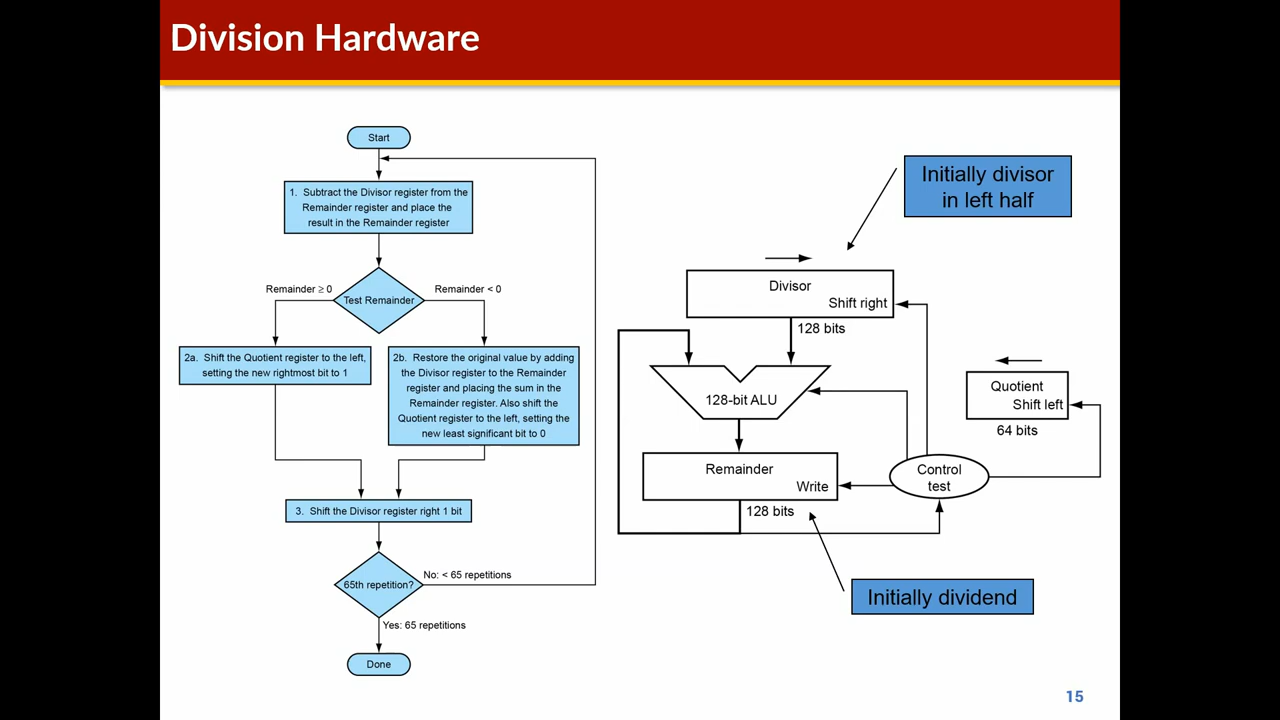 Division Hardware
Start
1. Subtract the Divisor register from the
Remainder register and place the
result in the Remainder register
Remainder ≥ 0
Test Remainder
Remainder < 0
2a. Shift the Quotient register to the left,
setting the new rightmost bit to 1
2b. Restore the original value by adding
the Divisor register to the Remainder
register and placing the sum in the
Remainder register. Also shift the
Quotient register to the left, setting the
new least significant bit to 0
3. Shift the Divisor register right 1 bit
65th repetition?
No: < 65 repetitions
Yes: 65 repetitions
Done
Initially divisor
in left half
Divisor
Shift right
128 bits
128-bit ALU
Quotient
Shift left
64 bits
Remainder
Write
128 bits
Control
test
Initially dividend
15